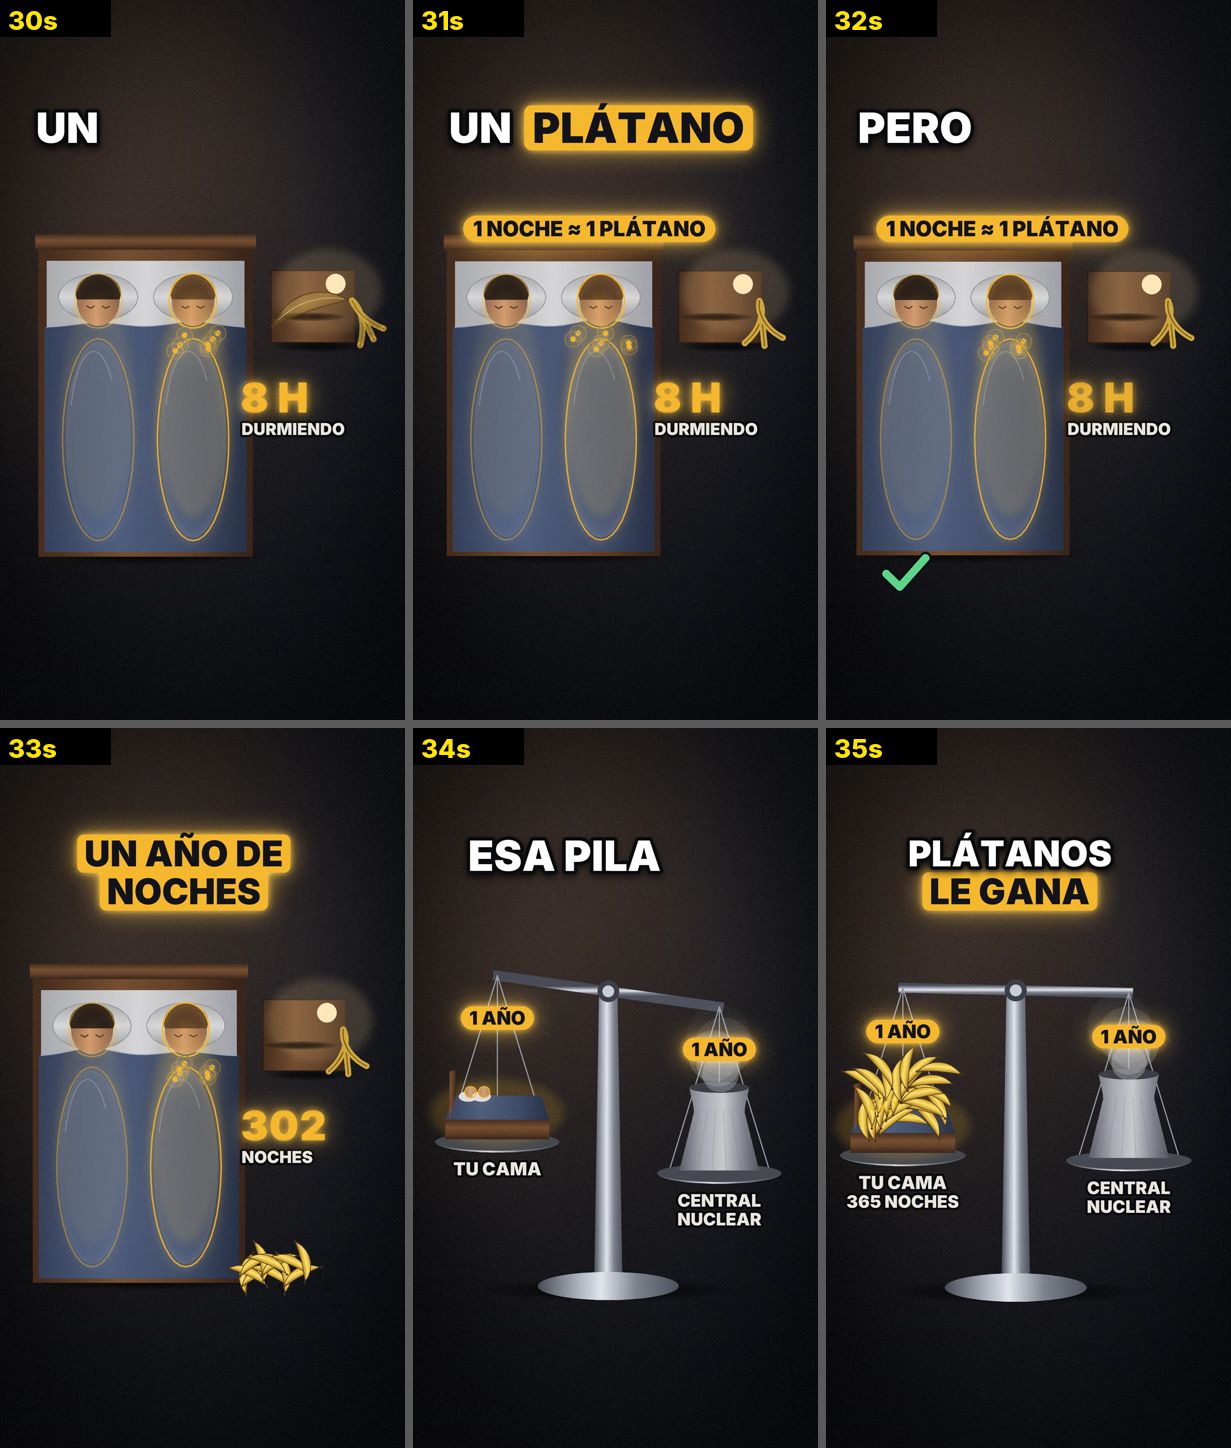 30s
UN
8 H
DURMIENDO
31s
UN PLÁTANO
1 NOCHE ≈ 1 PLÁTANO
8 H
DURMIENDO
32s
PERO
1 NOCHE ≈ 1 PLÁTANO
8 H
DURMIENDO
33s
UN AÑO DE
NOCHES
302
NOCHES
34s
ESA PILA
1 AÑO
1 AÑO
TU CAMA
CENTRAL
NUCLEAR
35s
PLÁTANOS
LE GANA
1 AÑO
1 AÑO
TU CAMA
365 NOCHES
CENTRAL
NUCLEAR